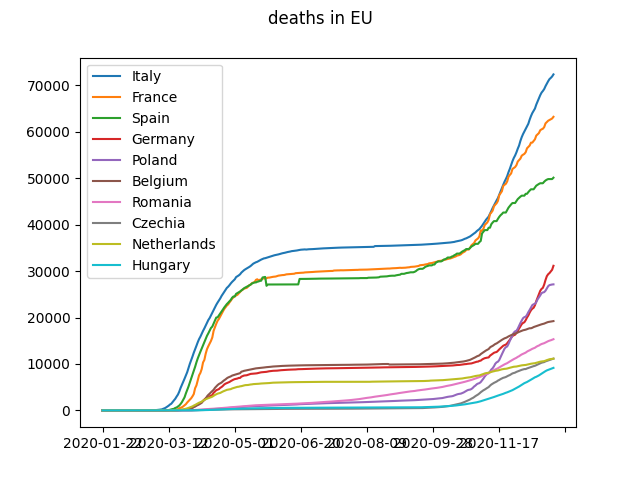 deaths in EU
70000
60000
50000
40000
30000
20000
10000
0
Italy
France
Spain
Germany
Poland
Belgium
Romania
Czechia
Netherlands
Hungary
2020-01-22 2020-03-12 2020-05-01 2020-06-20 2020-08-09 2020-09-28 2020-11-17